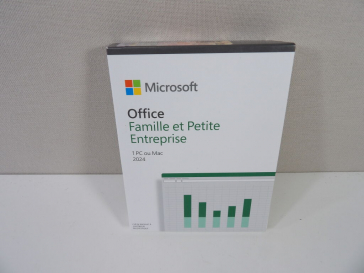 Microsoft
Office
Famille et Petite
Entreprise
1 PC ou Mac
2024